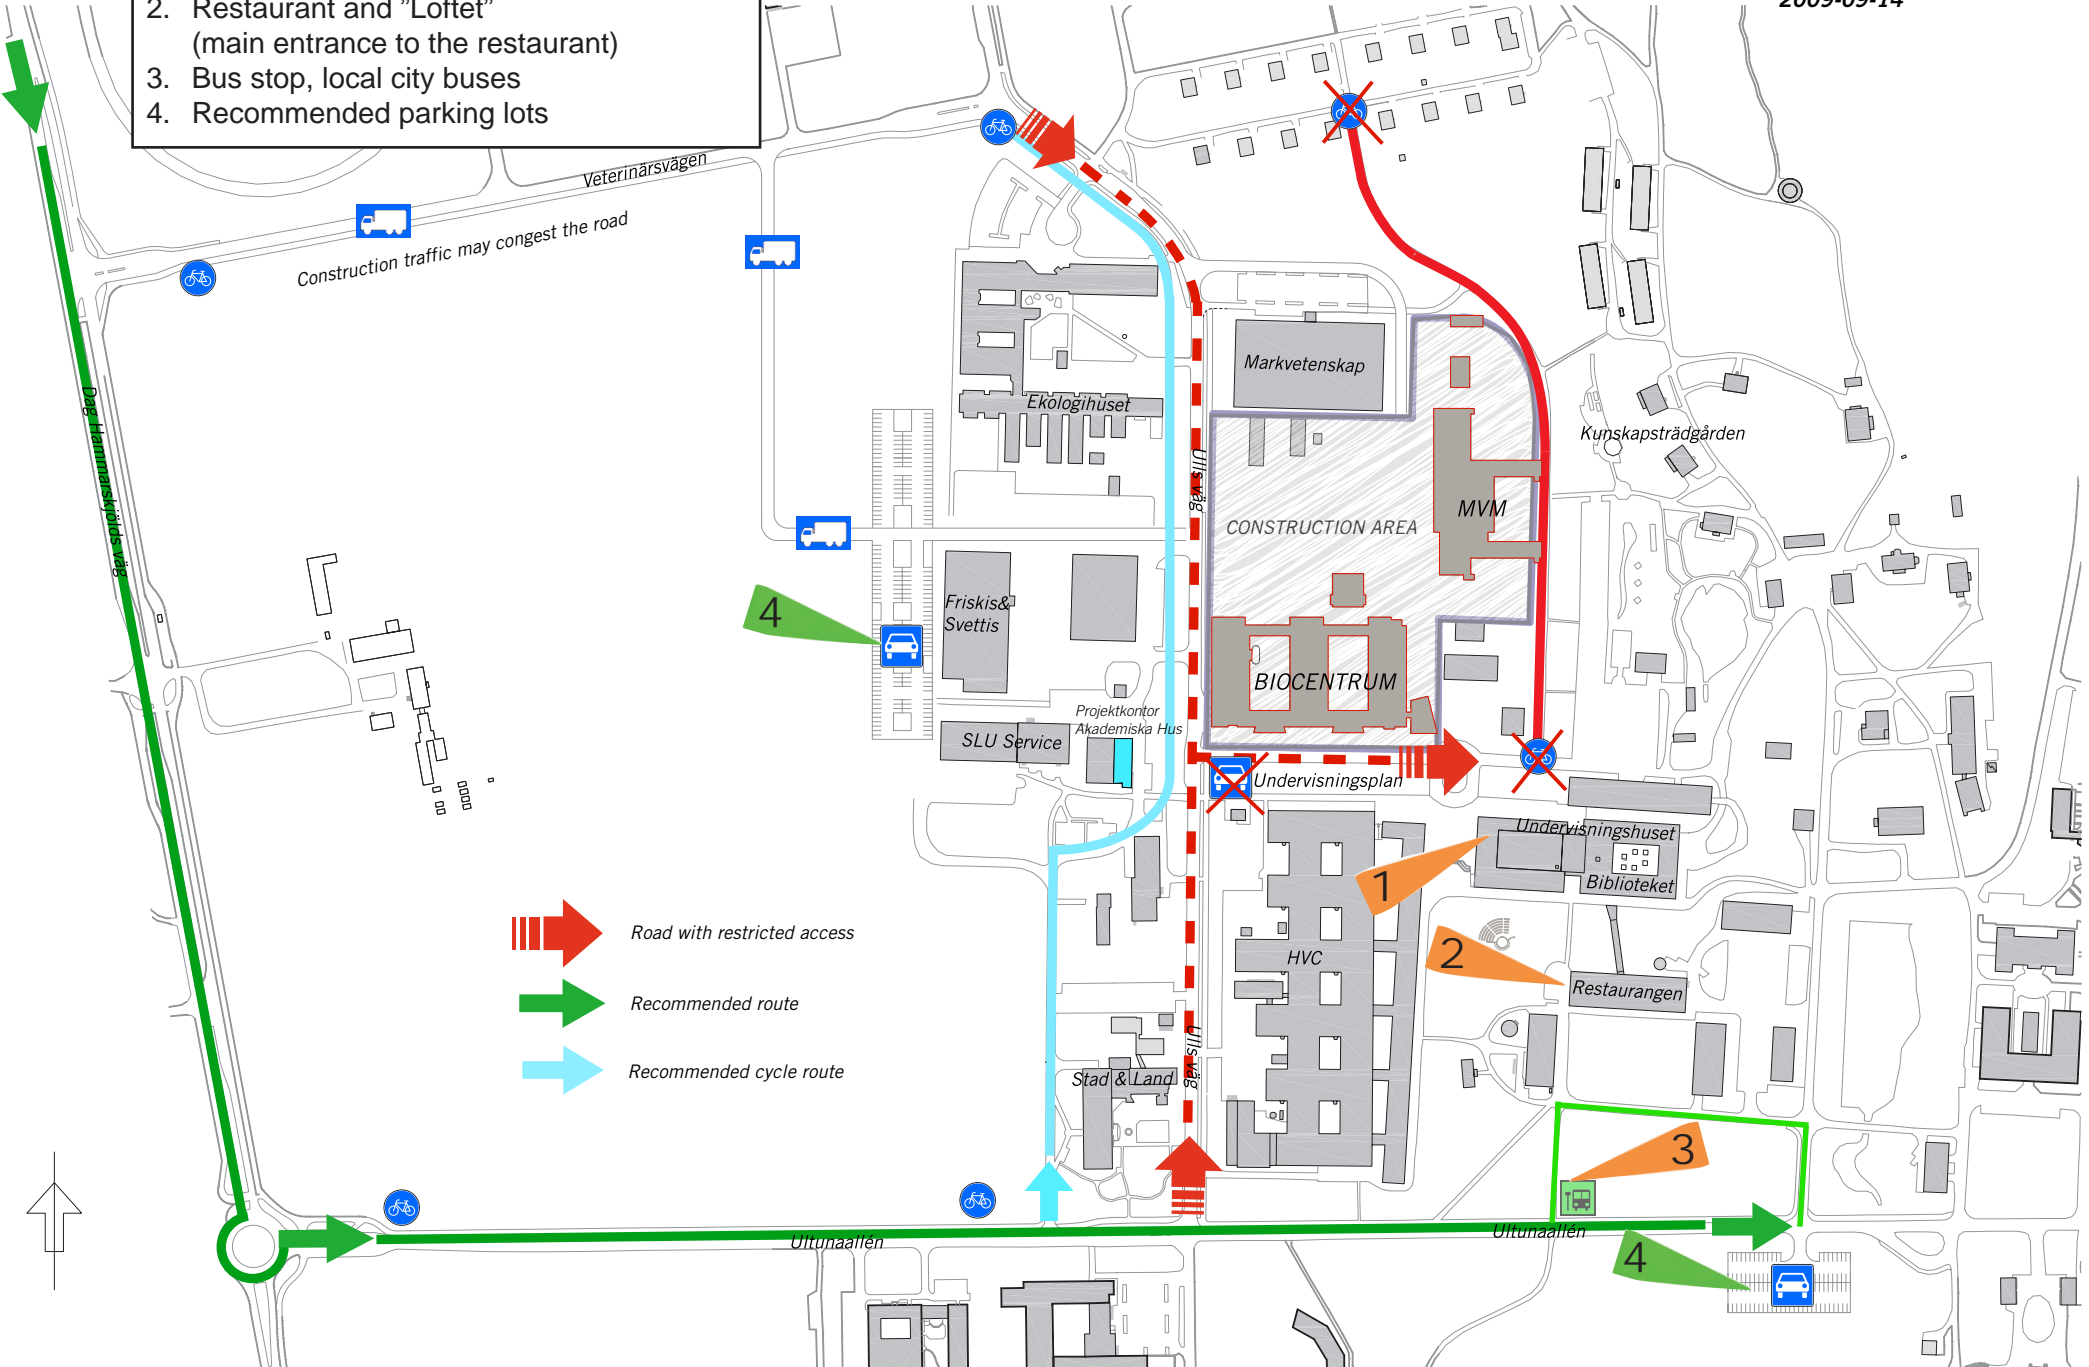 2009-09-14
2. Restaurant and ”Loftet”
(main entrance to the restaurant)
3. Bus stop, local city buses
4. Recommended parking lots
Veterinärsvägen
Construction traffic may congest the road
Dag Hammarskjölds väg
Markvetenskap
Ekologihuset
Kunskapsträdgården
Ulls väg
MVM
CONSTRUCTION AREA
4
Friskis&
Svettis
BIOCENTRUM
Projektkontor
Akademiska Hus
SLU Service
Undervisningsplan
Undervisningshuset
1
Biblioteket
Road with restricted access
2
HVC
Restaurangen
Recommended route
Ulls väg
Recommended cycle route
Stad & Land
3
Ultunaallén
Ultunaallén
4